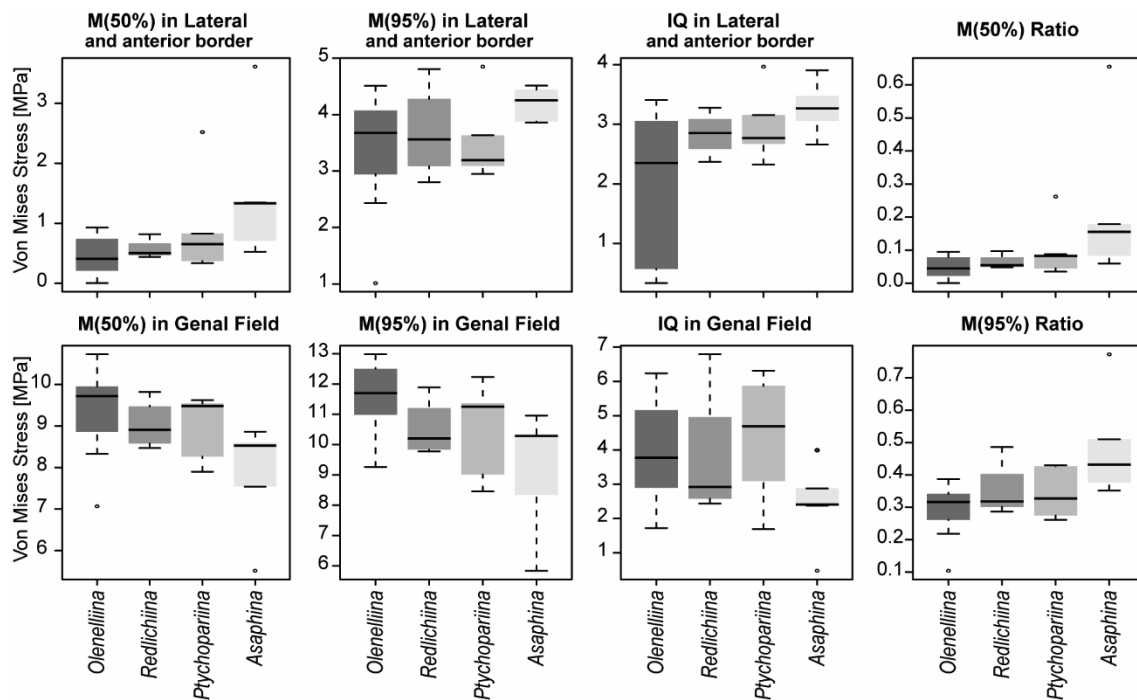 M(50%) in Lateral
and anterior border
M(95%) in Lateral
and anterior border
IQ in Lateral
and anterior border
M(50%) Ratio
Von Mises Stress [MPa]
3
2
1
0
5
4
3
2
1
4
3
2
1
0.6
0.5
0.4
0.3
0.2
0.1
0.0
M(50%) in Genal Field
M(95%) in Genal Field
IQ in Genal Field
M(95%) Ratio
Von Mises Stress [MPa]
10
9
8
7
6
13
12
11
10
9
8
7
6
7
6
5
4
3
2
1
0.7
0.6
0.5
0.4
0.3
0.2
0.1
Olenelliina
Redlichiina
Ptychopariina
Asaphina
Olenelliina
Redlichiina
Ptychopariina
Asaphina
Olenelliina
Redlichiina
Ptychopariina
Asaphina
Olenelliina
Redlichiina
Ptychopariina
Asaphina